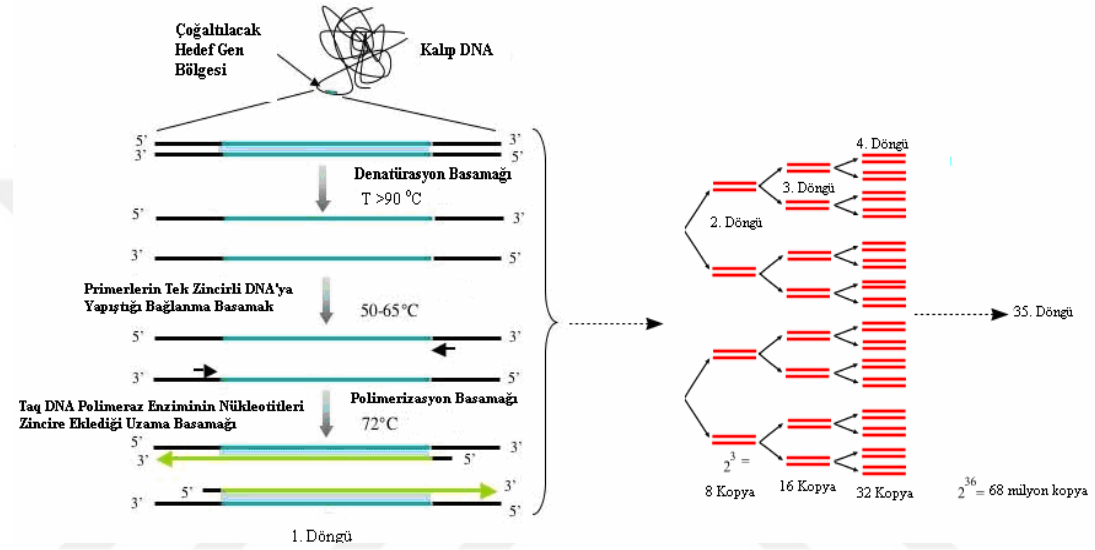 Çoğaltılacak
Hedef Gen
Bölgesi
Kalıp DNA
5’ 3’
3’ 5’
Denatürasyon Basamağı
T >90 °C
5’ 3’
3’ 5’
Primerlerin Tek Zincirli DNA'ya
Yapıştığı Bağlanma Basamak
50-65°C
5’ 3’
3’ 5’
Taq DNA Polimeraz Enziminin Nükleotitleri
Zincire Eklediği Uzama Basamağı
Polimerizasyon Basamağı
72°C
5’ 3’
3’ 5’
5’ 3’
3’ 5’
1. Döngü
2. Döngü
3. Döngü
4. Döngü
35. Döngü
2³ =
8 Kopya
16 Kopya
32 Kopya
2³⁶= 68 milyon kopya